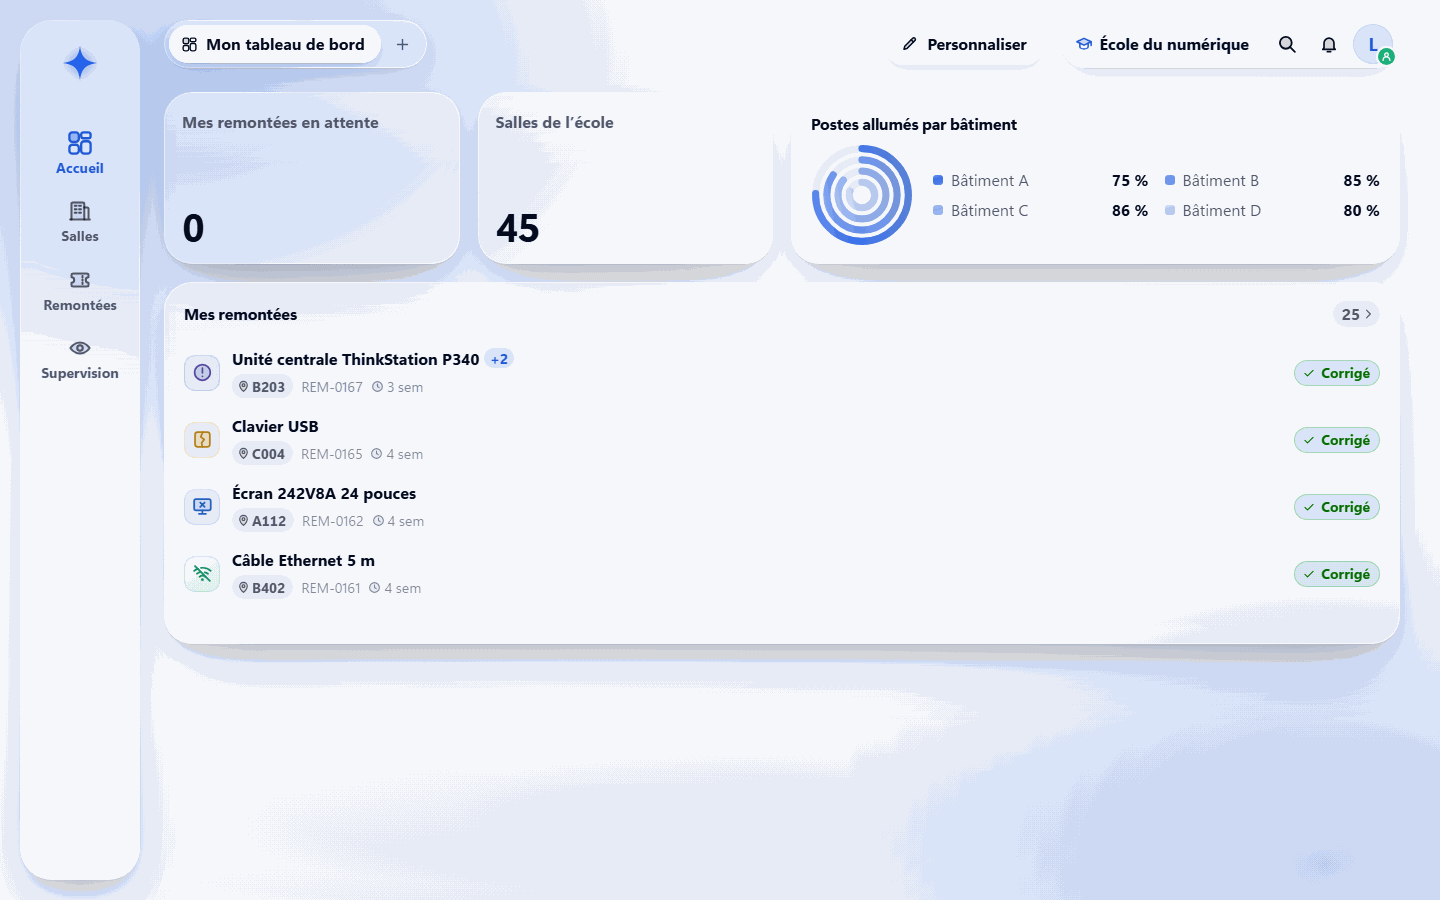 Mon tableau de bord
Personnaliser
École du numérique
L
Accueil
Salles
Remontées
Supervision
Mes remontées en attente
0
Salles de l'école
45
Postes allumés par bâtiment
Bâtiment A 75 %
Bâtiment B 85 %
Bâtiment C 86 %
Bâtiment D 80 %
Mes remontées
25
Unité centrale ThinkStation P340 +2
B203 REM-0167 3 sem
Corrigé
Clavier USB
C004 REM-0165 4 sem
Corrigé
Écran 242V8A 24 pouces
A112 REM-0162 4 sem
Corrigé
Câble Ethernet 5 m
B402 REM-0161 4 sem
Corrigé